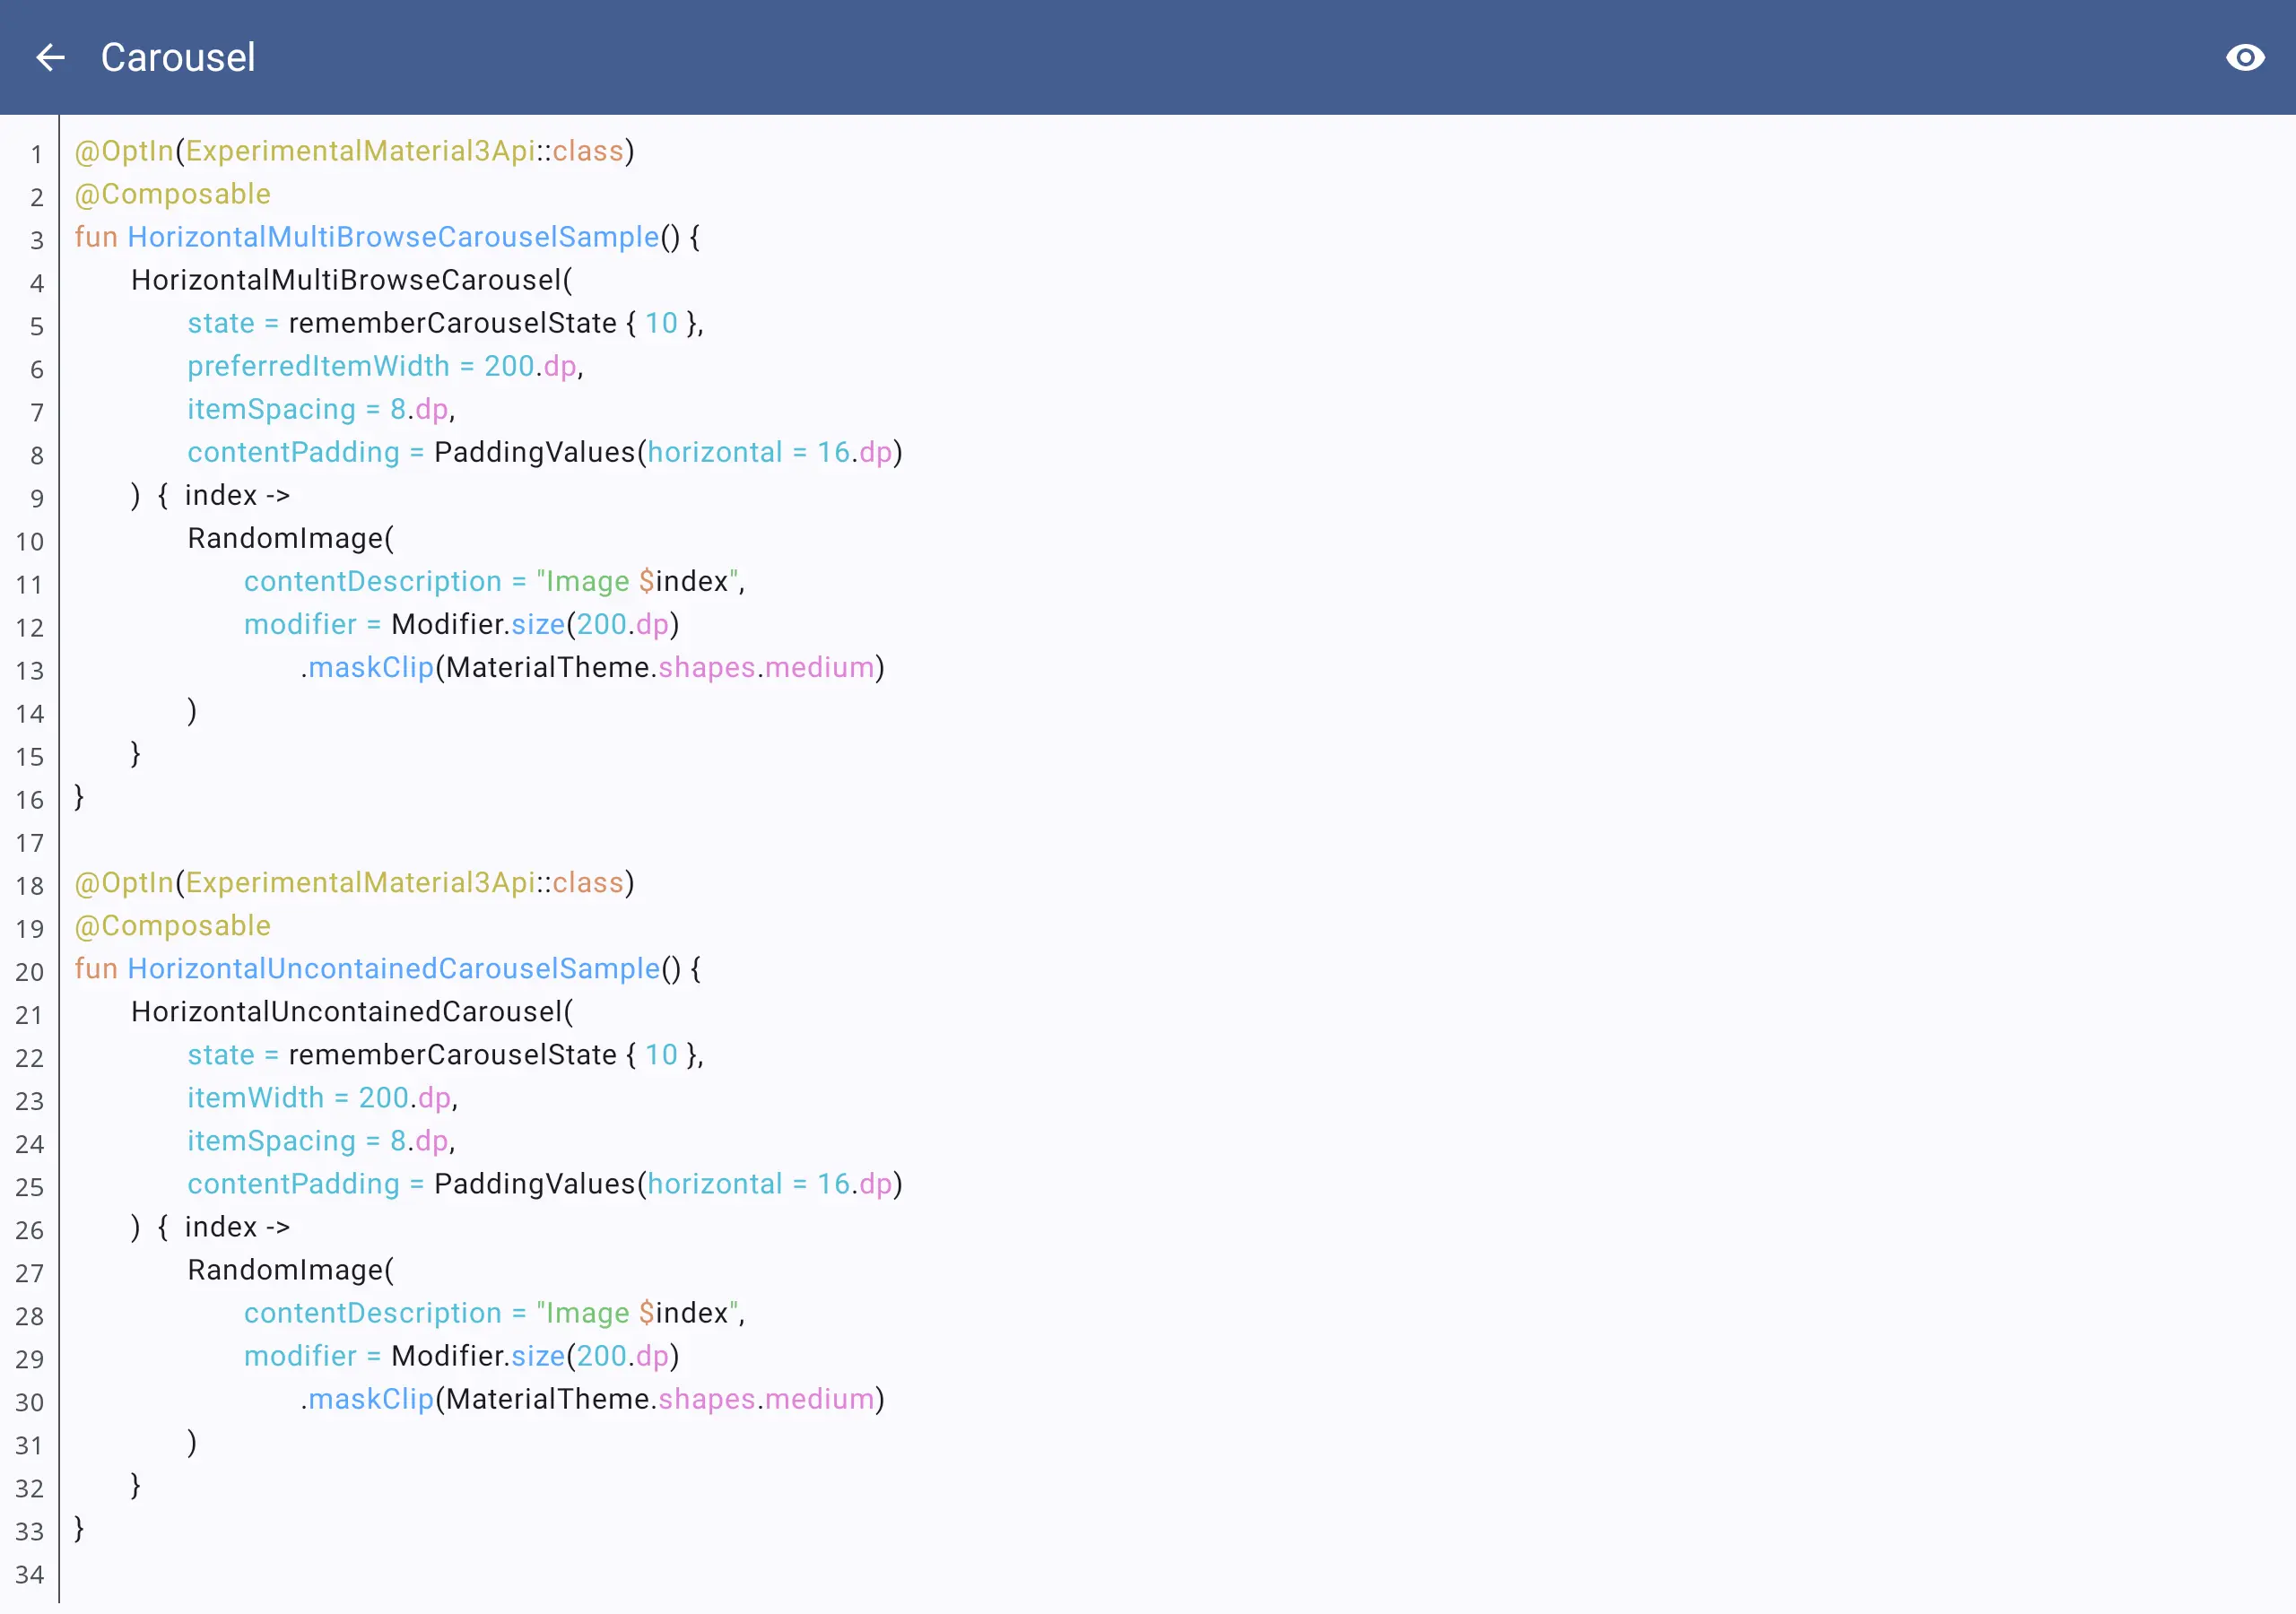 Carousel
1 @OptIn(ExperimentalMaterial3Api::class)
2 @Composable
3 fun HorizontalMultiBrowseCarouselSample() {
4     HorizontalMultiBrowseCarousel(
5         state = rememberCarouselState { 10 },
6         preferredItemWidth = 200.dp,
7         itemSpacing = 8.dp,
8         contentPadding = PaddingValues(horizontal = 16.dp)
9     ) { index ->
10         RandomImage(
11             contentDescription = "Image $index",
12             modifier = Modifier.size(200.dp)
13                 .maskClip(MaterialTheme.shapes.medium)
14         )
15     }
16 }
17
18 @OptIn(ExperimentalMaterial3Api::class)
19 @Composable
20 fun HorizontalUncontainedCarouselSample() {
21     HorizontalUncontainedCarousel(
22         state = rememberCarouselState { 10 },
23         itemWidth = 200.dp,
24         itemSpacing = 8.dp,
25         contentPadding = PaddingValues(horizontal = 16.dp)
26     ) { index ->
27         RandomImage(
28             contentDescription = "Image $index",
29             modifier = Modifier.size(200.dp)
30                 .maskClip(MaterialTheme.shapes.medium)
31         )
32     }
33 }
34